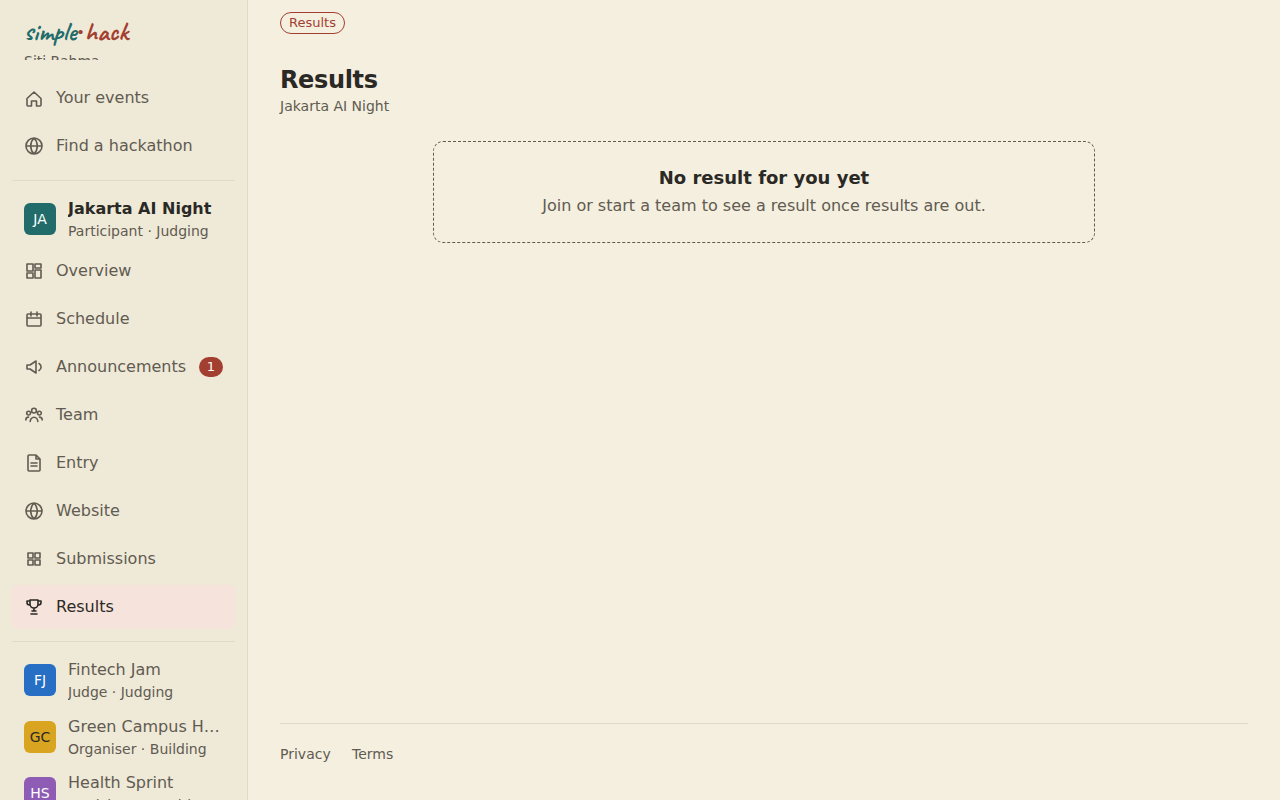 simple·hack
Siti Rahma
Your events
Find a hackathon
JA
Jakarta AI Night
Participant · Judging
Overview
Schedule
Announcements 1
Team
Entry
Website
Submissions
Results
FJ
Fintech Jam
Judge · Judging
GC
Green Campus H…
Organiser · Building
HS
Health Sprint
Results
Results
Jakarta AI Night
No result for you yet
Join or start a team to see a result once results are out.
Privacy Terms